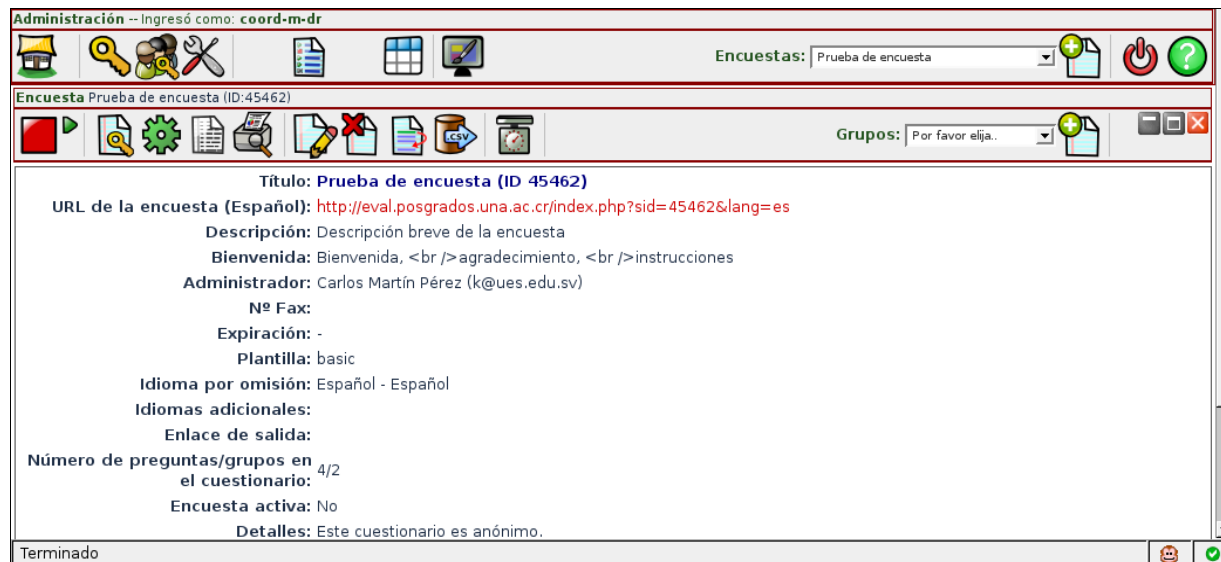 Administración -- Ingresó como: coord-m-dr
Encuestas: Prueba de encuesta
Encuesta Prueba de encuesta (ID:45462)
.csv
Grupos: Por favor elija..
Título: Prueba de encuesta (ID 45462)
URL de la encuesta (Español): http://eval.posgrados.una.ac.cr/index.php?sid=45462&lang=es
Descripción: Descripción breve de la encuesta
Bienvenida: Bienvenida, <br />agradecimiento, <br />instrucciones
Administrador: Carlos Martín Pérez (k@ues.edu.sv)
Nº Fax:
Expiración: -
Plantilla: basic
Idioma por omisión: Español - Español
Idiomas adicionales:
Enlace de salida:
Número de preguntas/grupos en
el cuestionario: 4/2
Encuesta activa: No
Detalles: Este cuestionario es anónimo.
Terminado